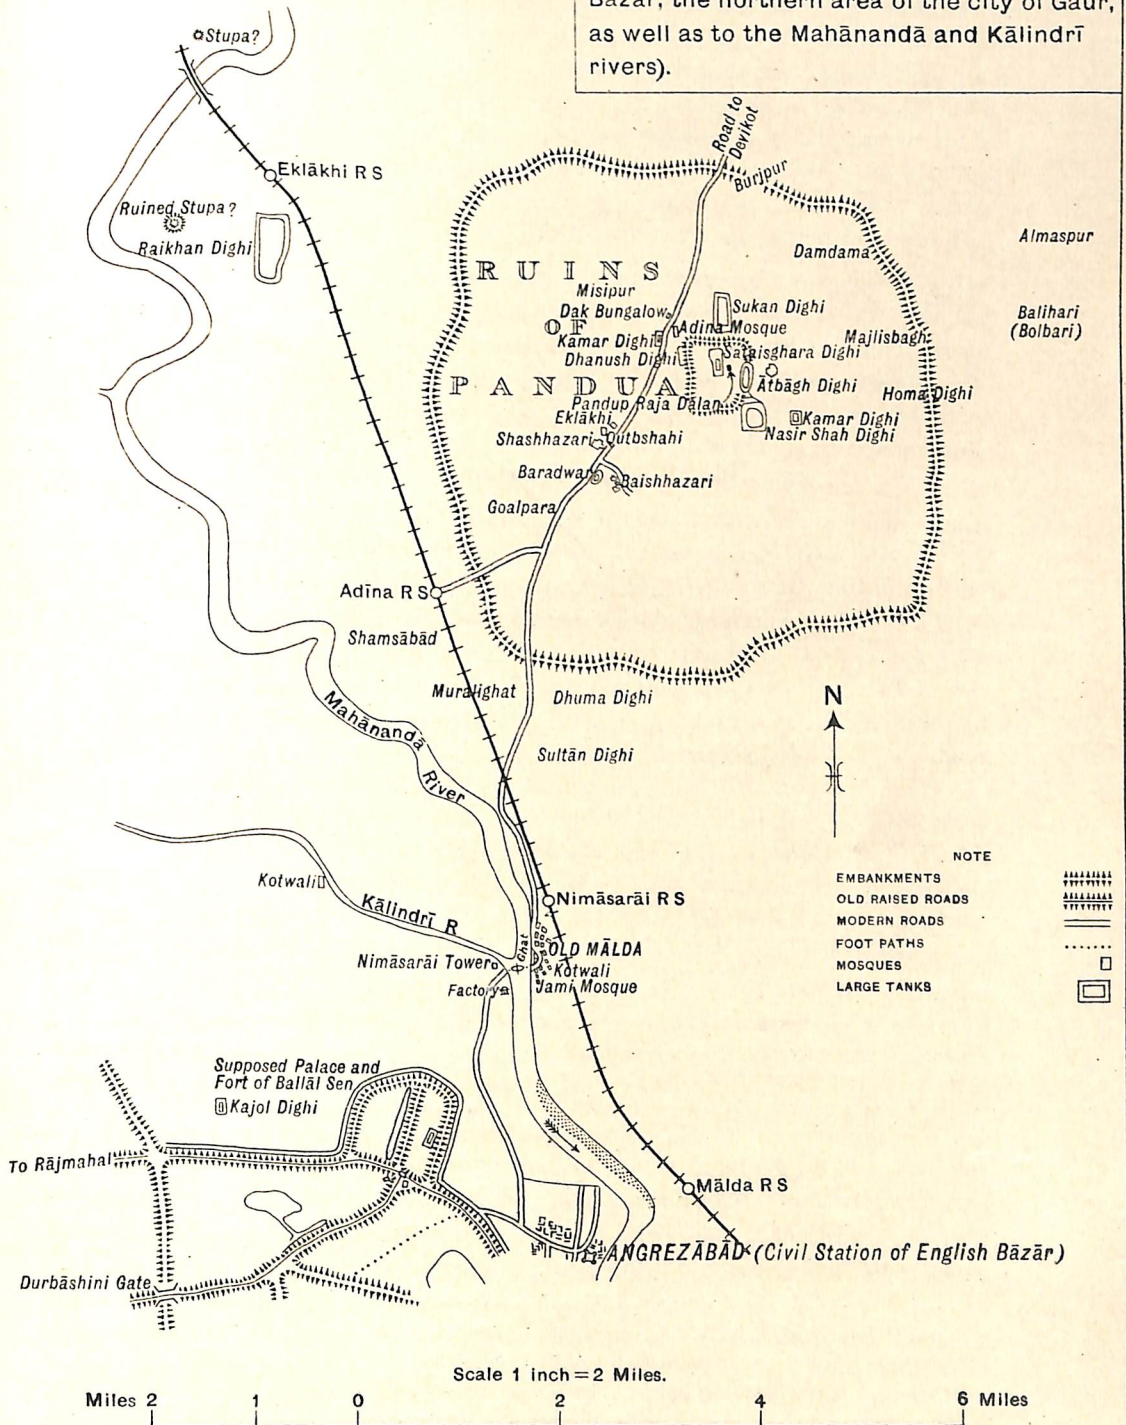 Bāzār, the northern area of the city of Gaur,
as well as to the Mahānandā and Kālindrī
rivers).
Stupa?
Road to
Devikot
Burjpur
Eklākhi R S
Ruined Stupa?
Raikhan Dighi
Almaspur
Damdama
RUINS
Misipur
Dak Bungalow
Sukan Dighi
Balihari
(Bolbari)
OF
Adina Mosque
Kamar Dighi
Majlisbagh
Dhanush Dighi
Sataisghara Dighi
PANDUA
Ātbāgh Dighi
Homa Dighi
Pandup Raja Dalan
Eklākhi
Kamar Dighi
Shashhazari
Qutbshahi
Nasir Shah Dighi
Baradwari
Baishhazari
Goalpara
Adīna R S
Shamsābād
Muralighat
Dhuma Dighi
N
Mahānandā
River
Sultān Dighi
Kotwali
Kālindrī R
Nimāsarāi R S
NOTE
EMBANKMENTS
OLD RAISED ROADS
MODERN ROADS
FOOT PATHS
MOSQUES
LARGE TANKS
Ghat
OLD MĀLDA
Nimāsarāi Tower
Kotwali
Factory
Jami Mosque
Supposed Palace and
Fort of Ballāl Sen
Kajol Dighi
To Rājmahal
Mālda R S
ANGREZĀBĀD (Civil Station of English Bāzār)
Durbāshini Gate
Scale 1 inch = 2 Miles.
Miles 2 1 0 2 4 6 Miles